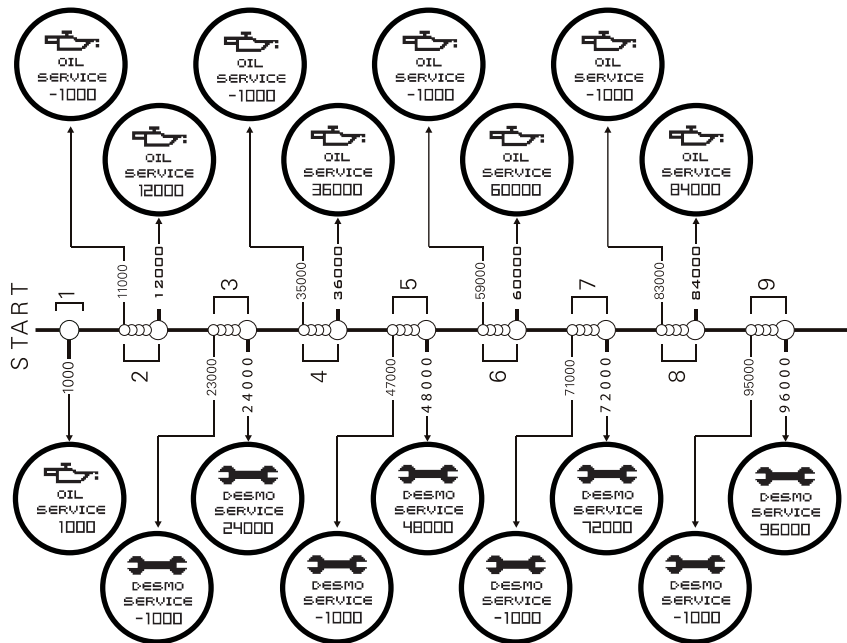 OIL
SERVICE
-1000
OIL
SERVICE
-1000
OIL
SERVICE
-1000
OIL
SERVICE
-1000
OIL
SERVICE
12000
OIL
SERVICE
36000
OIL
SERVICE
60000
OIL
SERVICE
84000
START
1
1000
11000
2
12000
23000
3
24000
35000
4
36000
47000
5
48000
59000
6
60000
71000
7
72000
83000
8
84000
95000
9
96000
OIL
SERVICE
1000
DESMO
SERVICE
24000
DESMO
SERVICE
48000
DESMO
SERVICE
72000
DESMO
SERVICE
96000
DESMO
SERVICE
-1000
DESMO
SERVICE
-1000
DESMO
SERVICE
-1000
DESMO
SERVICE
-1000